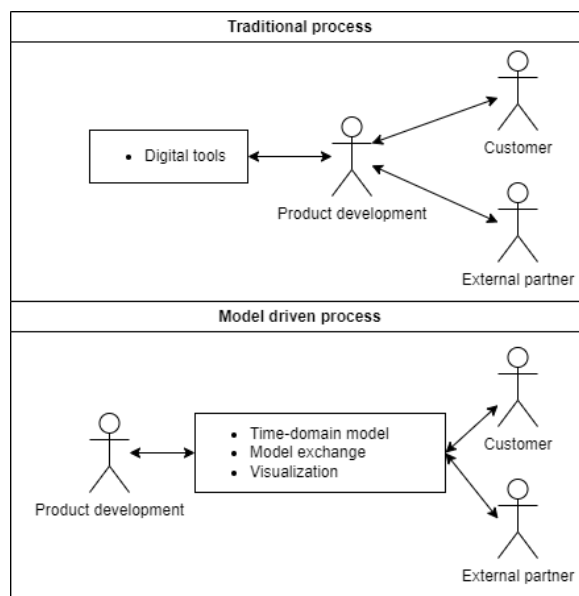 Traditional process
Customer
• Digital tools
Product development
External partner
Model driven process
Customer
• Time-domain model
• Model exchange
• Visualization
Product development
External partner